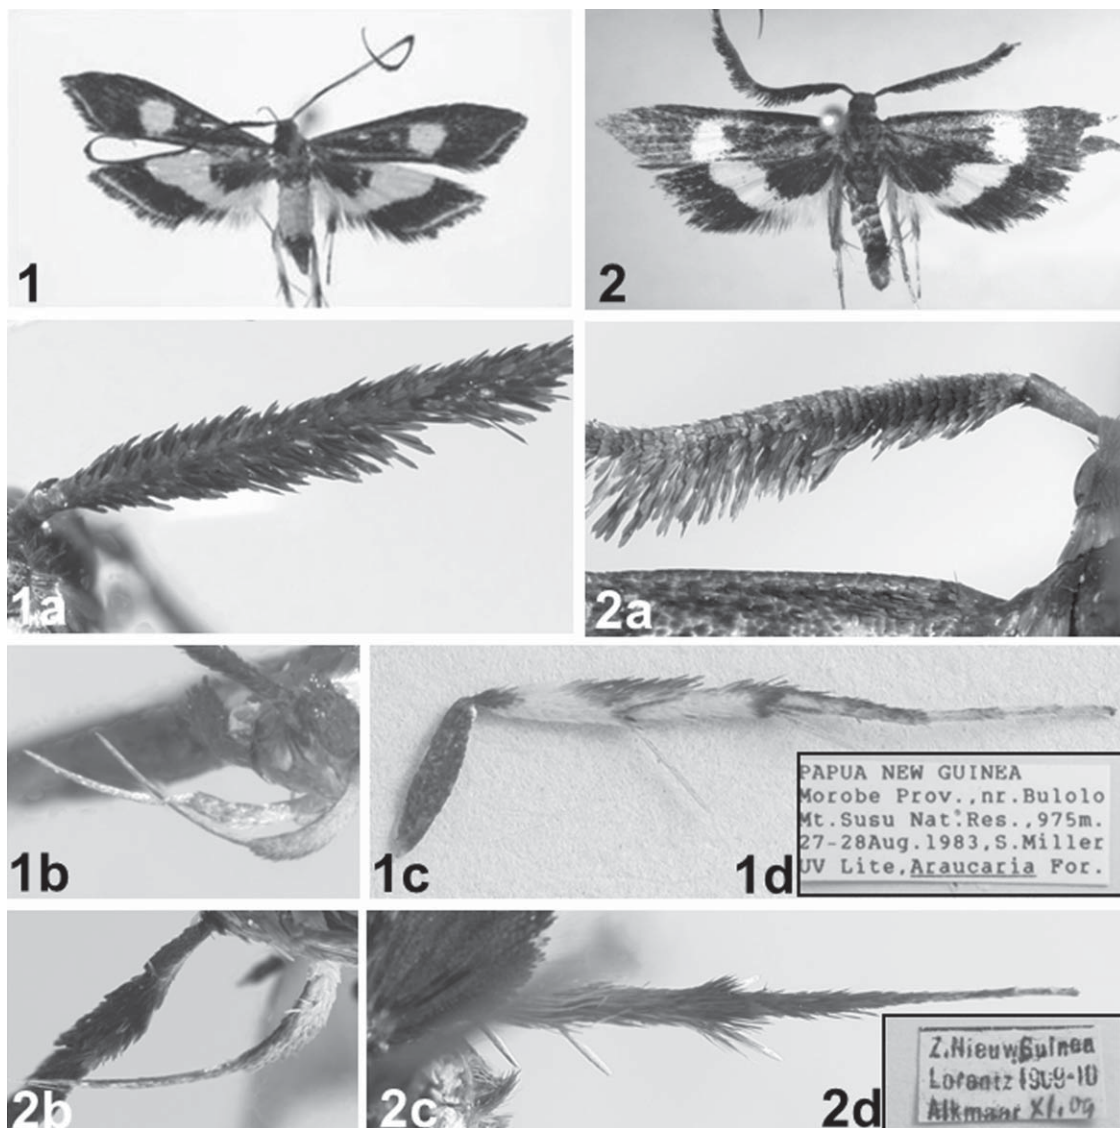 1
2
1a
2a
1b
1c
1d
PAPUA NEW GUINEA
Morobe Prov.,nr.Bulolo
Mt.Susu Nat.Res.,975m.
27-28Aug.1983,S.Miller
UV Lite,Araucaria For.
2b
2c
2d
Z.Nieuw Guinea
Lorentz 1909-10
Alkmaar XI.09